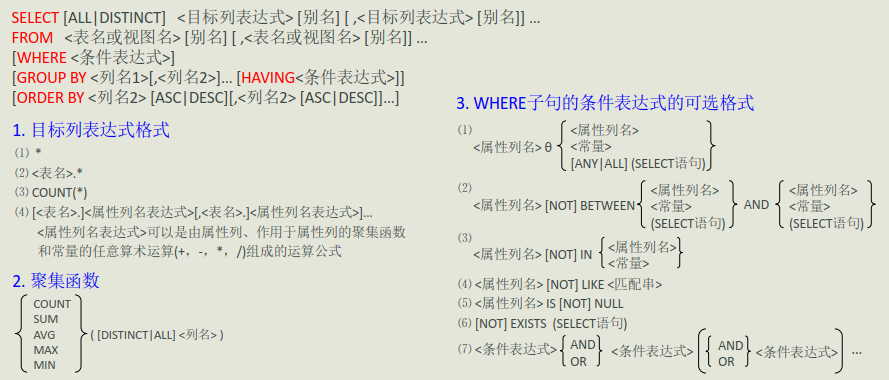 SELECT [ALL|DISTINCT] <目标列表达式> [别名] [ ,<目标列表达式> [别名]] ...
FROM <表名或视图名> [别名] [ ,<表名或视图名> [别名]] ...
[WHERE <条件表达式>]
[GROUP BY <列名1>[,<列名2>]... [HAVING<条件表达式>]]
[ORDER BY <列名2> [ASC|DESC][,<列名2> [ASC|DESC]]...]
1. 目标列表达式格式
⑴ *
⑵ <表名>.*
⑶ COUNT(*)
⑷ [<表名>.]<属性列名表达式>[,<表名>.]<属性列名表达式>]...
<属性列名表达式>可以是由属性列、作用于属性列的聚集函数
和常量的任意算术运算(+，-，*，/)组成的运算公式
2. 聚集函数
COUNT
SUM
AVG ( [DISTINCT|ALL] <列名> )
MAX
MIN
3. WHERE子句的条件表达式的可选格式
⑴
<属性列名>
<属性列名> θ <常量>
[ANY|ALL] (SELECT语句)
⑵
<属性列名> <属性列名>
<属性列名> [NOT] BETWEEN <常量> AND <常量>
(SELECT语句) (SELECT语句)
⑶
<属性列名>
<属性列名> [NOT] IN
<常量>
⑷ <属性列名> [NOT] LIKE <匹配串>
⑸ <属性列名> IS [NOT] NULL
⑹ [NOT] EXISTS (SELECT语句)
⑺ <条件表达式> { AND <条件表达式> ( { AND <条件表达式> ) ...
OR OR